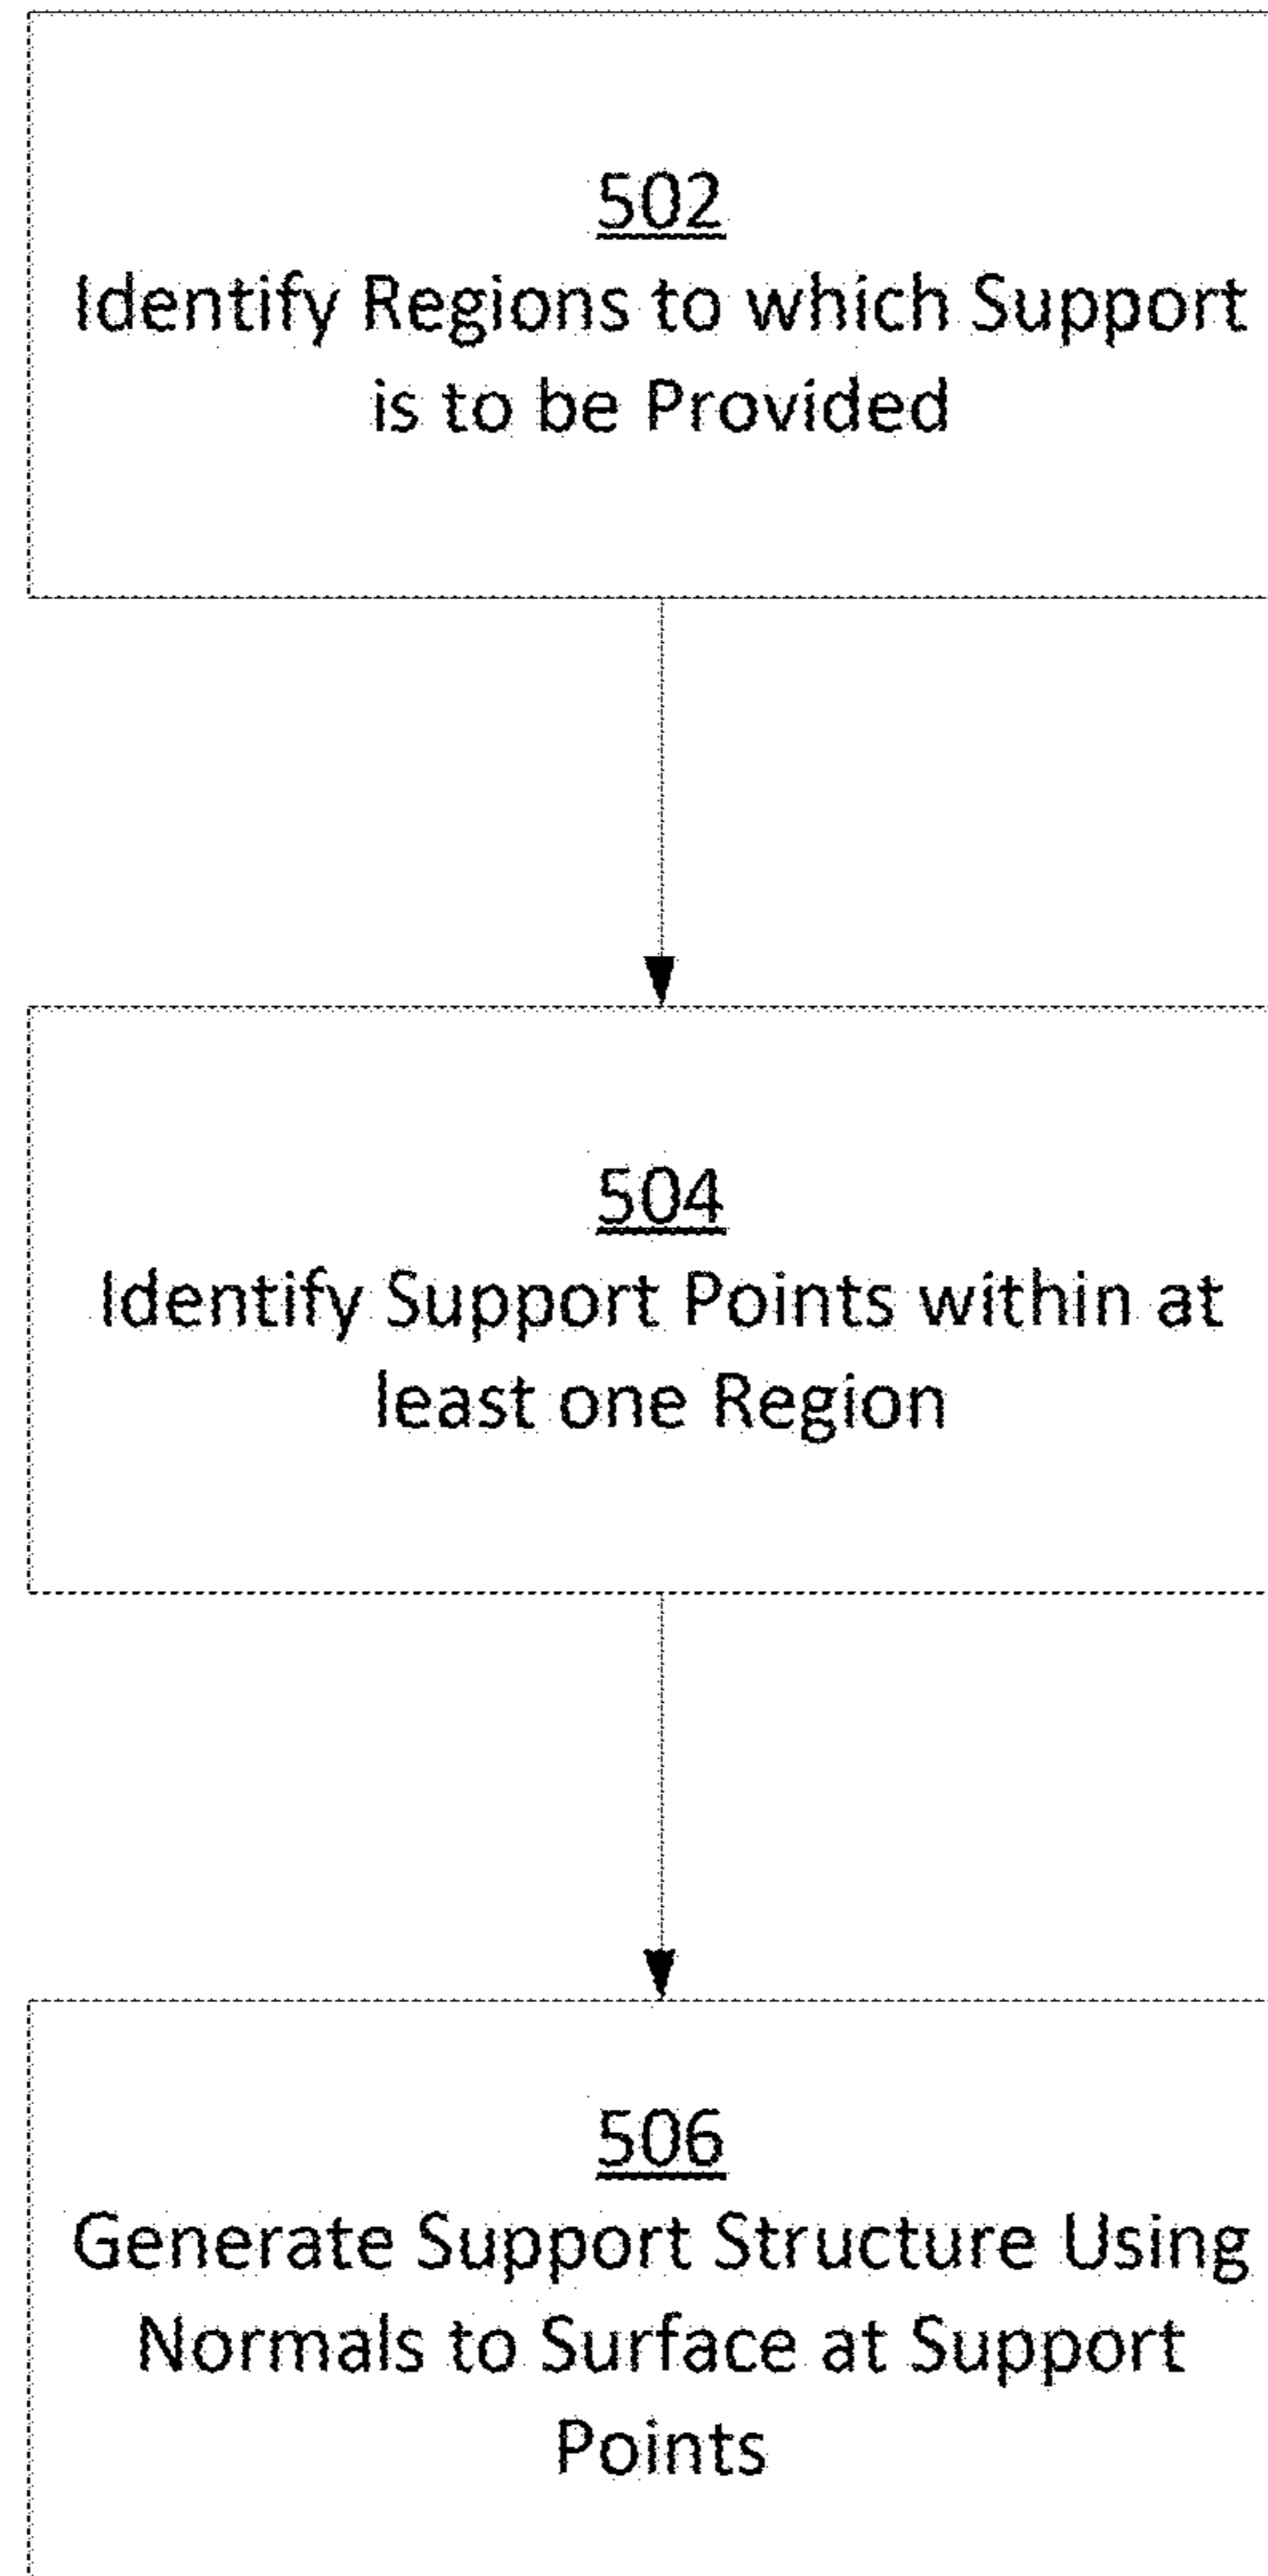 502
Identify Regions to which Support
is to be Provided
504
Identify Support Points within at
least one Region
506
Generate Support Structure Using
Normals to Surface at Support
Points